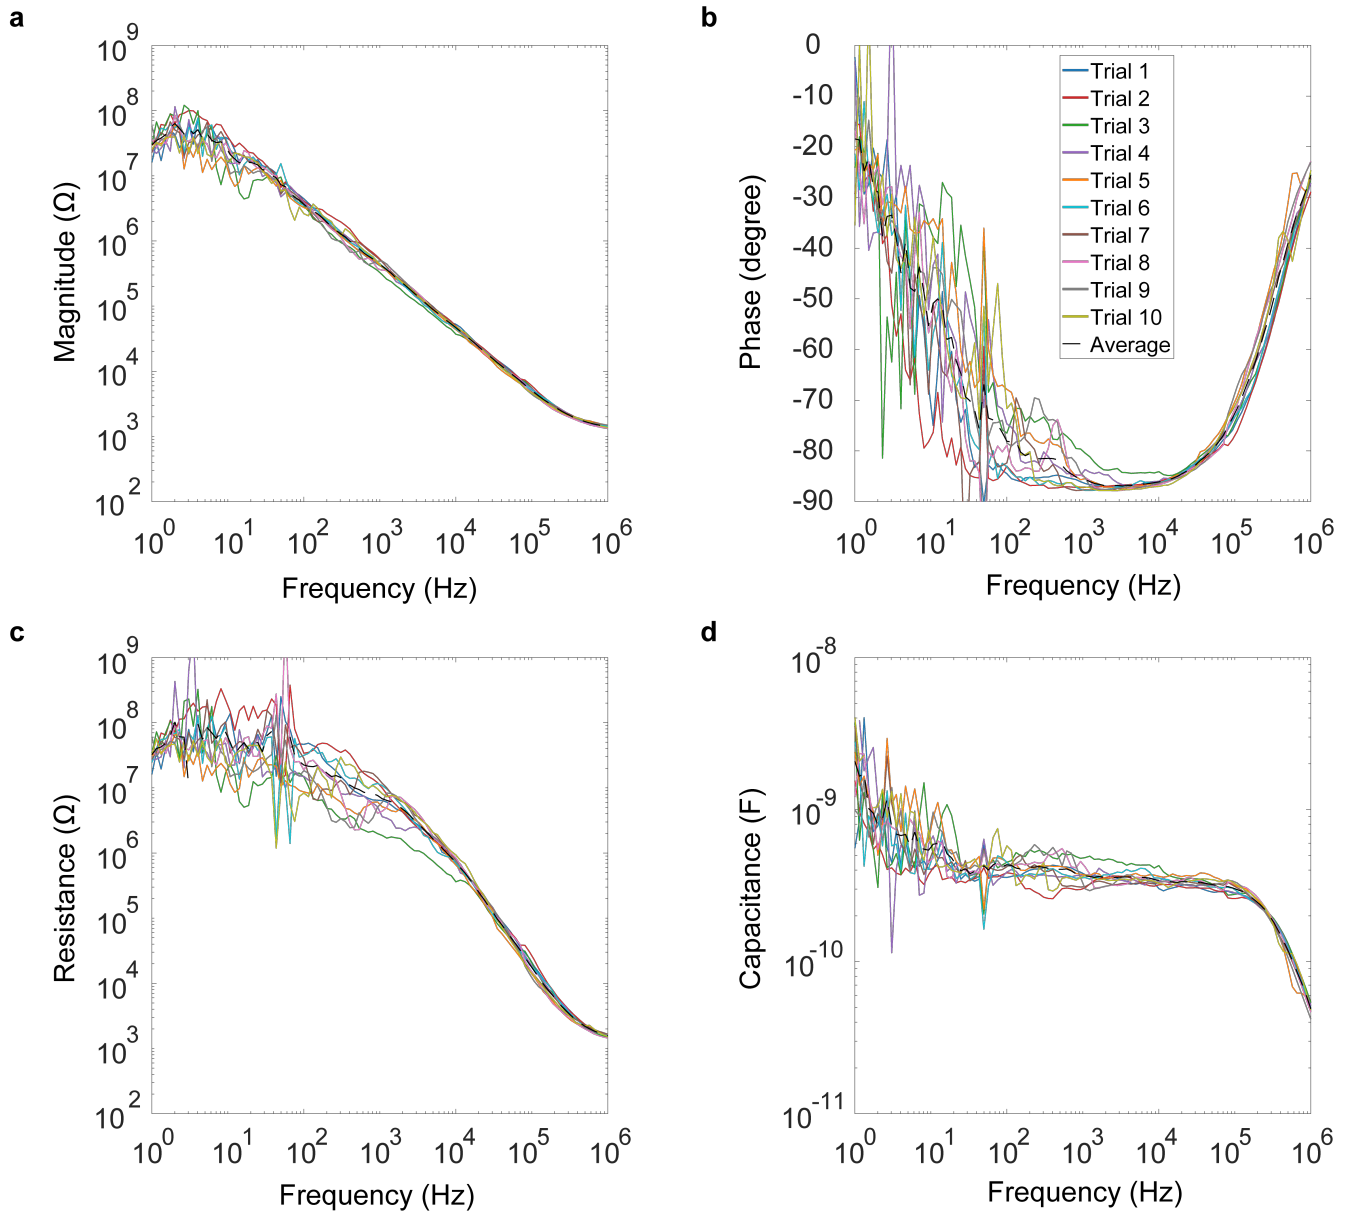 a
10^9
10^8
10^7
10^6
10^5
10^4
10^3
10^2
Magnitude (Ω)
10^0 10^1 10^2 10^3 10^4 10^5 10^6
Frequency (Hz)
b
0
-10
-20
-30
-40
-50
-60
-70
-80
-90
Phase (degree)
Trial 1
Trial 2
Trial 3
Trial 4
Trial 5
Trial 6
Trial 7
Trial 8
Trial 9
Trial 10
Average
10^0 10^1 10^2 10^3 10^4 10^5 10^6
Frequency (Hz)
c
10^9
10^8
10^7
10^6
10^5
10^4
10^3
10^2
Resistance (Ω)
10^0 10^1 10^2 10^3 10^4 10^5 10^6
Frequency (Hz)
d
10^-8
10^-9
10^-10
10^-11
Capacitance (F)
10^0 10^1 10^2 10^3 10^4 10^5 10^6
Frequency (Hz)